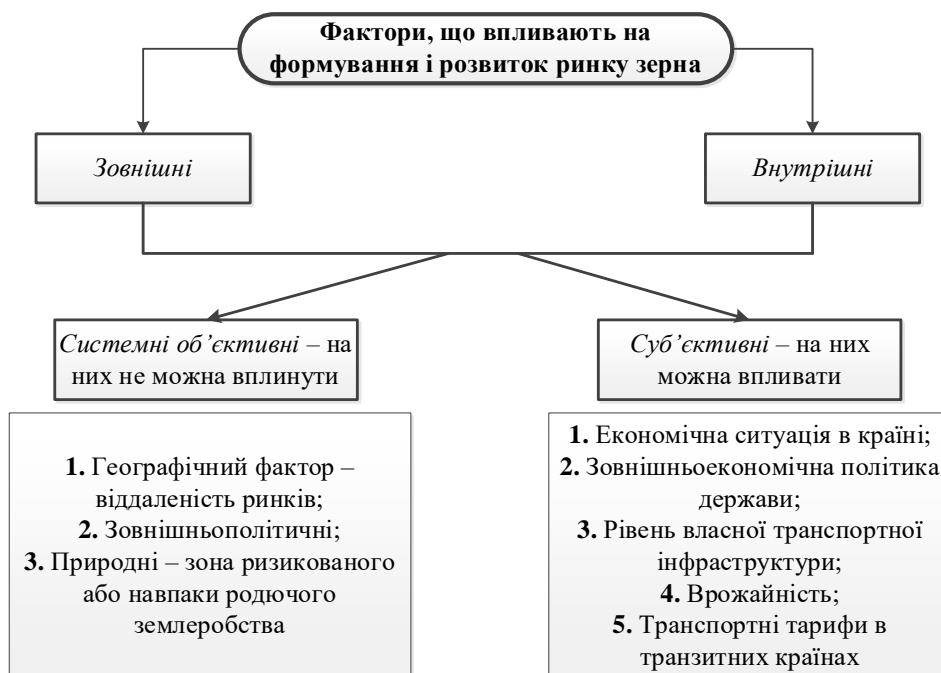 Фактори, що впливають на
формування і розвиток ринку зерна
Зовнішні
Внутрішні
Системні об’єктивні – на
них не можна вплинути
Суб’єктивні – на них
можна впливати
1. Географічний фактор –
віддаленість ринків;
2. Зовнішньополітичні;
3. Природні – зона ризикованого
або навпаки родючого
землеробства
1. Економічна ситуація в країні;
2. Зовнішньоекономічна політика
держави;
3. Рівень власної транспортної
інфраструктури;
4. Врожайність;
5. Транспортні тарифи в
транзитних країнах